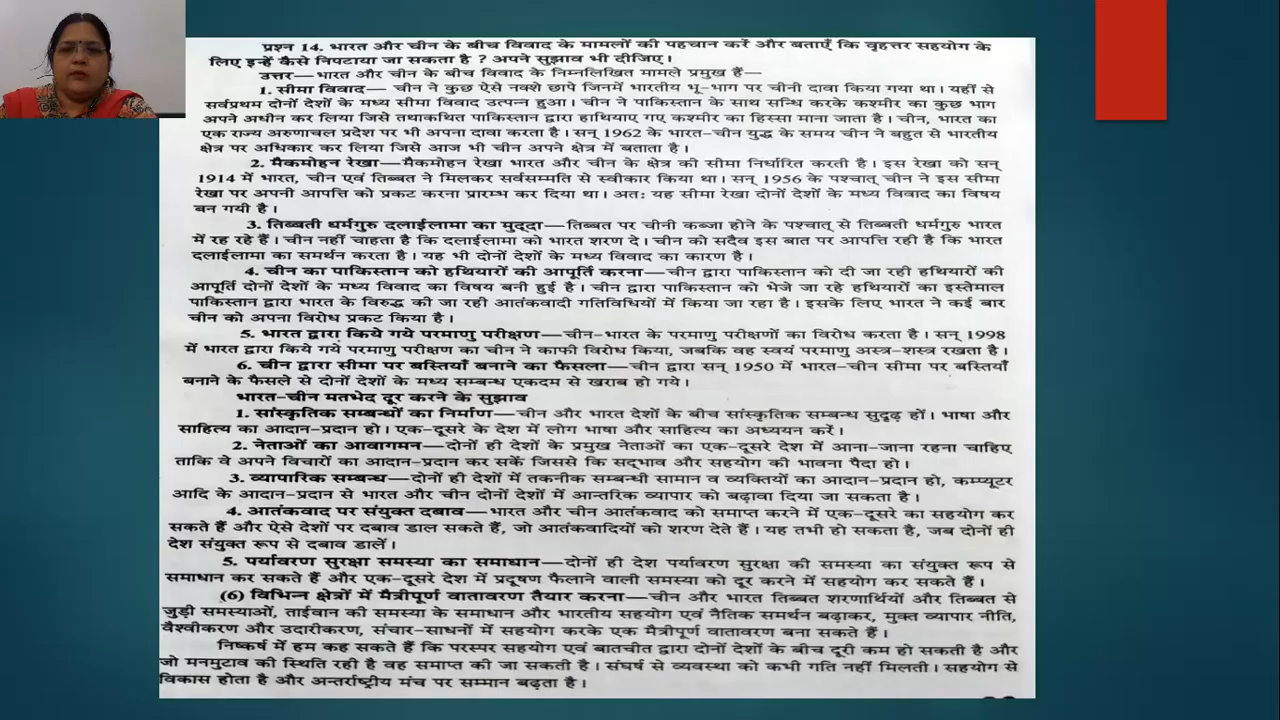 प्रश्न 14. भारत और चीन के बीच विवाद के मामलों की पहचान करें और बताएँ कि वृहत्तर सहयोग के
लिए इन्हें कैसे निपटाया जा सकता है ? अपने सुझाव भी दीजिए।
उत्तर—भारत और चीन के बीच विवाद के निम्नलिखित मामले प्रमुख हैं—
1. सीमा विवाद— चीन ने कुछ ऐसे नक्शे छापे जिनमें भारतीय भू-भाग पर चीनी दावा किया गया था। यहीं से
सर्वप्रथम दोनों देशों के मध्य सीमा विवाद उत्पन्न हुआ। चीन ने पाकिस्तान के साथ सन्धि करके कश्मीर का कुछ भाग
अपने अधीन कर लिया जिसे तथाकथित पाकिस्तान द्वारा हाथियाए गए कश्मीर का हिस्सा माना जाता है। चीन, भारत का
एक राज्य अरुणाचल प्रदेश पर भी अपना दावा करता है। सन् 1962 के भारत-चीन युद्ध के समय चीन ने बहुत से भारतीय
क्षेत्र पर अधिकार कर लिया जिसे आज भी चीन अपने क्षेत्र में बताता है।
2. मैकमोहन रेखा—मैकमोहन रेखा भारत और चीन के क्षेत्र की सीमा निर्धारित करती है। इस रेखा को सन्
1914 में भारत, चीन एवं तिब्बत ने मिलकर सर्वसम्मति से स्वीकार किया था। सन् 1956 के पश्चात् चीन ने इस सीमा
रेखा पर अपनी आपत्ति को प्रकट करना प्रारम्भ कर दिया था। अतः यह सीमा रेखा दोनों देशों के मध्य विवाद का विषय
बन गयी है।
3. तिब्बती धर्मगुरु दलाईलामा का मुद्दा—तिब्बत पर चीनी कब्जा होने के पश्चात् से तिब्बती धर्मगुरु भारत
में रह रहे हैं। चीन नहीं चाहता है कि दलाईलामा को भारत शरण दे। चीन को सदैव इस बात पर आपत्ति रही है कि भारत
दलाईलामा का समर्थन करता है। यह भी दोनों देशों के मध्य विवाद का कारण है।
4. चीन का पाकिस्तान को हथियारों की आपूर्ति करना—चीन द्वारा पाकिस्तान को दी जा रही हथियारों की
आपूर्ति दोनों देशों के मध्य विवाद का विषय बनी हुई है। चीन द्वारा पाकिस्तान को भेजे जा रहे हथियारों का इस्तेमाल
पाकिस्तान द्वारा भारत के विरुद्ध की जा रही आतंकवादी गतिविधियों में किया जा रहा है। इसके लिए भारत ने कई बार
चीन को अपना विरोध प्रकट किया है।
5. भारत द्वारा किये गये परमाणु परीक्षण—चीन-भारत के परमाणु परीक्षणों का विरोध करता है। सन् 1998
में भारत द्वारा किये गये परमाणु परीक्षण का चीन ने काफी विरोध किया, जबकि वह स्वयं परमाणु अस्त्र-शस्त्र रखता है।
6. चीन द्वारा सीमा पर बस्तियाँ बनाने का फैसला—चीन द्वारा सन् 1950 में भारत-चीन सीमा पर बस्तियाँ
बनाने के फैसले से दोनों देशों के मध्य सम्बन्ध एकदम से खराब हो गये।
भारत-चीन मतभेद दूर करने के सुझाव
1. सांस्कृतिक सम्बन्धों का निर्माण—चीन और भारत देशों के बीच सांस्कृतिक सम्बन्ध सुदृढ़ हों। भाषा और
साहित्य का आदान-प्रदान हो। एक-दूसरे के देश में लोग भाषा और साहित्य का अध्ययन करें।
2. नेताओं का आवागमन—दोनों ही देशों के प्रमुख नेताओं का एक-दूसरे देश में आना-जाना रहना चाहिए
ताकि वे अपने विचारों का आदान-प्रदान कर सकें जिससे कि सद्भाव और सहयोग की भावना पैदा हो।
3. व्यापारिक सम्बन्ध—दोनों ही देशों में तकनीक सम्बन्धी सामान व व्यक्तियों का आदान-प्रदान हो, कम्प्यूटर
आदि के आदान-प्रदान से भारत और चीन दोनों देशों में आन्तरिक व्यापार को बढ़ावा दिया जा सकता है।
4. आतंकवाद पर संयुक्त दबाव—भारत और चीन आतंकवाद को समाप्त करने में एक-दूसरे का सहयोग कर
सकते हैं और ऐसे देशों पर दबाव डाल सकते हैं, जो आतंकवादियों को शरण देते हैं। यह तभी हो सकता है, जब दोनों ही
देश संयुक्त रूप से दबाव डालें।
5. पर्यावरण सुरक्षा समस्या का समाधान—दोनों ही देश पर्यावरण सुरक्षा की समस्या का संयुक्त रूप से
समाधान कर सकते हैं और एक-दूसरे देश में प्रदूषण फैलाने वाली समस्या को दूर करने में सहयोग कर सकते हैं।
(6) विभिन्न क्षेत्रों में मैत्रीपूर्ण वातावरण तैयार करना—चीन और भारत तिब्बत शरणार्थियों और तिब्बत से
जुड़ी समस्याओं, ताईवान की समस्या के समाधान और भारतीय सहयोग एवं नैतिक समर्थन बढ़ाकर, मुक्त व्यापार नीति,
वैश्वीकरण और उदारीकरण, संचार-साधनों में सहयोग करके एक मैत्रीपूर्ण वातावरण बना सकते हैं।
निष्कर्ष में हम कह सकते हैं कि परस्पर सहयोग एवं बातचीत द्वारा दोनों देशों के बीच दूरी कम हो सकती है और
जो मनमुटाव की स्थिति रही है वह समाप्त की जा सकती है। संघर्ष से व्यवस्था को कभी गति नहीं मिलती। सहयोग से
विकास होता है और अन्तर्राष्ट्रीय मंच पर सम्मान बढ़ता है।